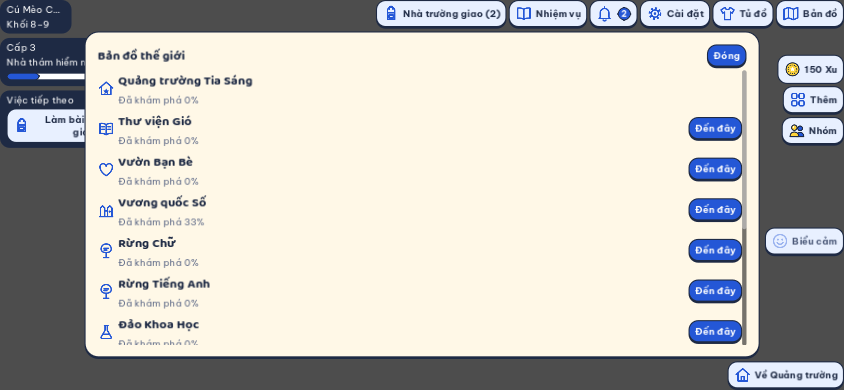 Cú Mèo C...
Khối 8-9
Nhà trường giao (2)
Nhiệm vụ
2
Cài đặt
Tủ đồ
Bản đồ
Cấp 3
Nhà thám hiểm
Việc tiếp theo
Làm bài
Bản đồ thế giới
Đóng
Quảng trường Tia Sáng
Đã khám phá 0%
Thư viện Gió
Đã khám phá 0%
Đến đây
Vườn Bạn Bè
Đã khám phá 0%
Đến đây
Vương quốc Số
Đã khám phá 33%
Đến đây
Rừng Chữ
Đã khám phá 0%
Đến đây
Rừng Tiếng Anh
Đã khám phá 0%
Đến đây
Đảo Khoa Học
Đã khám phá 0%
Đến đây
150 Xu
Thêm
Nhóm
Biểu cảm
Về Quảng trường